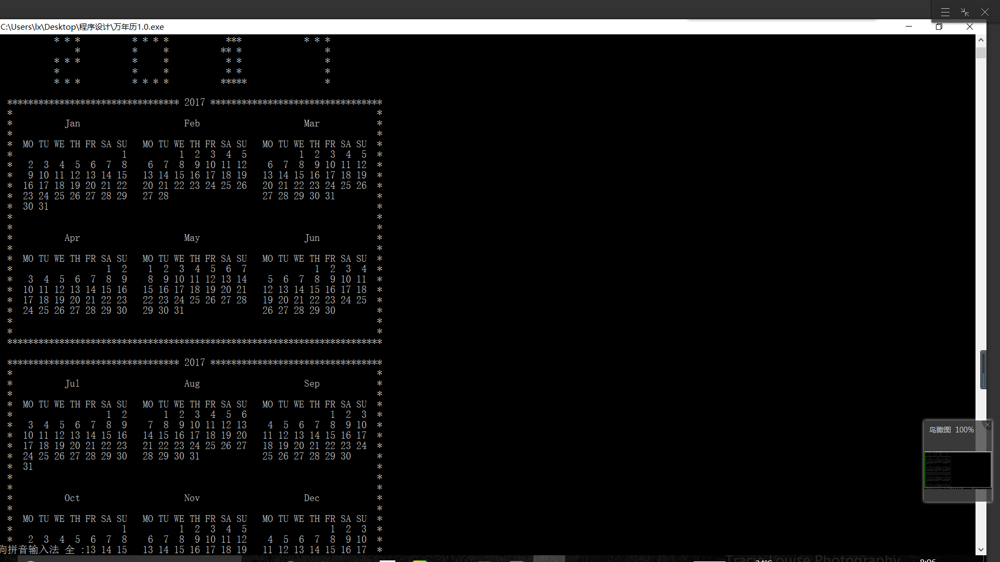 C:\Users\lx\Desktop\程序设计\万年历1.0.exe
* * *          * * * *           ***            * * *
    *          *     *          ** *                *
* * *          *     *           * *                *
*              *     *           * *                *
* * *          * * * *          *****               *
********************************* 2017 *********************************
*                                                                      *
*          Jan                    Feb                    Mar           *
*                                                                      *
*  MO TU WE TH FR SA SU   MO TU WE TH FR SA SU   MO TU WE TH FR SA SU  *
*                     1          1  2  3  4  5          1  2  3  4  5  *
*   2  3  4  5  6  7  8    6  7  8  9 10 11 12    6  7  8  9 10 11 12  *
*   9 10 11 12 13 14 15   13 14 15 16 17 18 19   13 14 15 16 17 18 19  *
*  16 17 18 19 20 21 22   20 21 22 23 24 25 26   20 21 22 23 24 25 26  *
*  23 24 25 26 27 28 29   27 28                  27 28 29 30 31        *
*  30 31                                                               *
*                                                                      *
*                                                                      *
*          Apr                    May                    Jun           *
*                                                                      *
*  MO TU WE TH FR SA SU   MO TU WE TH FR SA SU   MO TU WE TH FR SA SU  *
*                  1  2    1  2  3  4  5  6  7             1  2  3  4  *
*   3  4  5  6  7  8  9    8  9 10 11 12 13 14    5  6  7  8  9 10 11  *
*  10 11 12 13 14 15 16   15 16 17 18 19 20 21   12 13 14 15 16 17 18  *
*  17 18 19 20 21 22 23   22 23 24 25 26 27 28   19 20 21 22 23 24 25  *
*  24 25 26 27 28 29 30   29 30 31               26 27 28 29 30        *
*                                                                      *
*                                                                      *
************************************************************************
********************************* 2017 *********************************
*                                                                      *
*          Jul                    Aug                    Sep           *
*                                                                      *
*  MO TU WE TH FR SA SU   MO TU WE TH FR SA SU   MO TU WE TH FR SA SU  *
*                  1  2       1  2  3  4  5  6                1  2  3  *
*   3  4  5  6  7  8  9    7  8  9 10 11 12 13    4  5  6  7  8  9 10  *
*  10 11 12 13 14 15 16   14 15 16 17 18 19 20   11 12 13 14 15 16 17  *
*  17 18 19 20 21 22 23   21 22 23 24 25 26 27   18 19 20 21 22 23 24  *
*  24 25 26 27 28 29 30   28 29 30 31            25 26 27 28 29 30     *
*  31                                                                  *
*                                                                      *
*                                                                      *
*          Oct                    Nov                    Dec           *
*                                                                      *
*  MO TU WE TH FR SA SU   MO TU WE TH FR SA SU   MO TU WE TH FR SA SU  *
*                     1          1  2  3  4  5                1  2  3  *
*   2  3  4  5  6  7  8    6  7  8  9 10 11 12    4  5  6  7  8  9 10  *
狗拼音输入法 全 :13 14 15   13 14 15 16 17 18 19   11 12 13 14 15 16 17  *
鸟瞰图 100%
Tracie Louise Photography